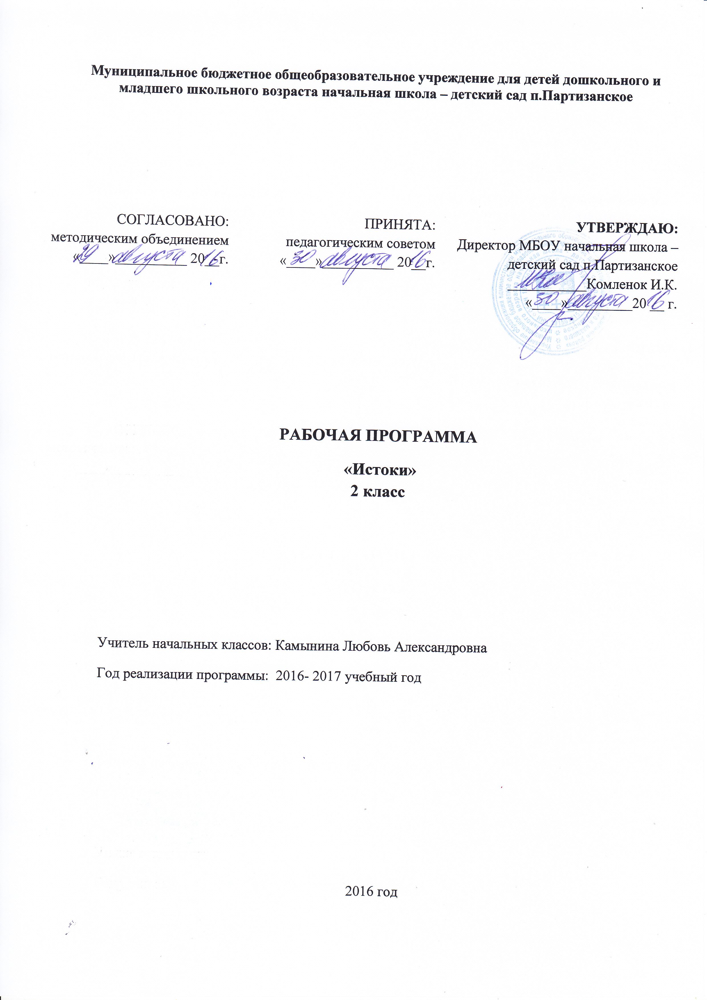 Муниципальное бюджетное общеобразовательное учреждение для детей дошкольного и
младшего школьного возраста начальная школа – детский сад п.Партизанское
СОГЛАСОВАНО:
методическим объединением
«29» августа 2016 г.
ПРИНЯТА:
педагогическим советом
«30» августа 2016 г.
УТВЕРЖДАЮ:
Директор МБОУ начальная школа –
детский сад п.Партизанское
Комленок И.К.
«30» августа 2016 г.
РАБОЧАЯ ПРОГРАММА
«Истоки»
2 класс
Учитель начальных классов: Камынина Любовь Александровна
Год реализации программы: 2016- 2017 учебный год
2016 год